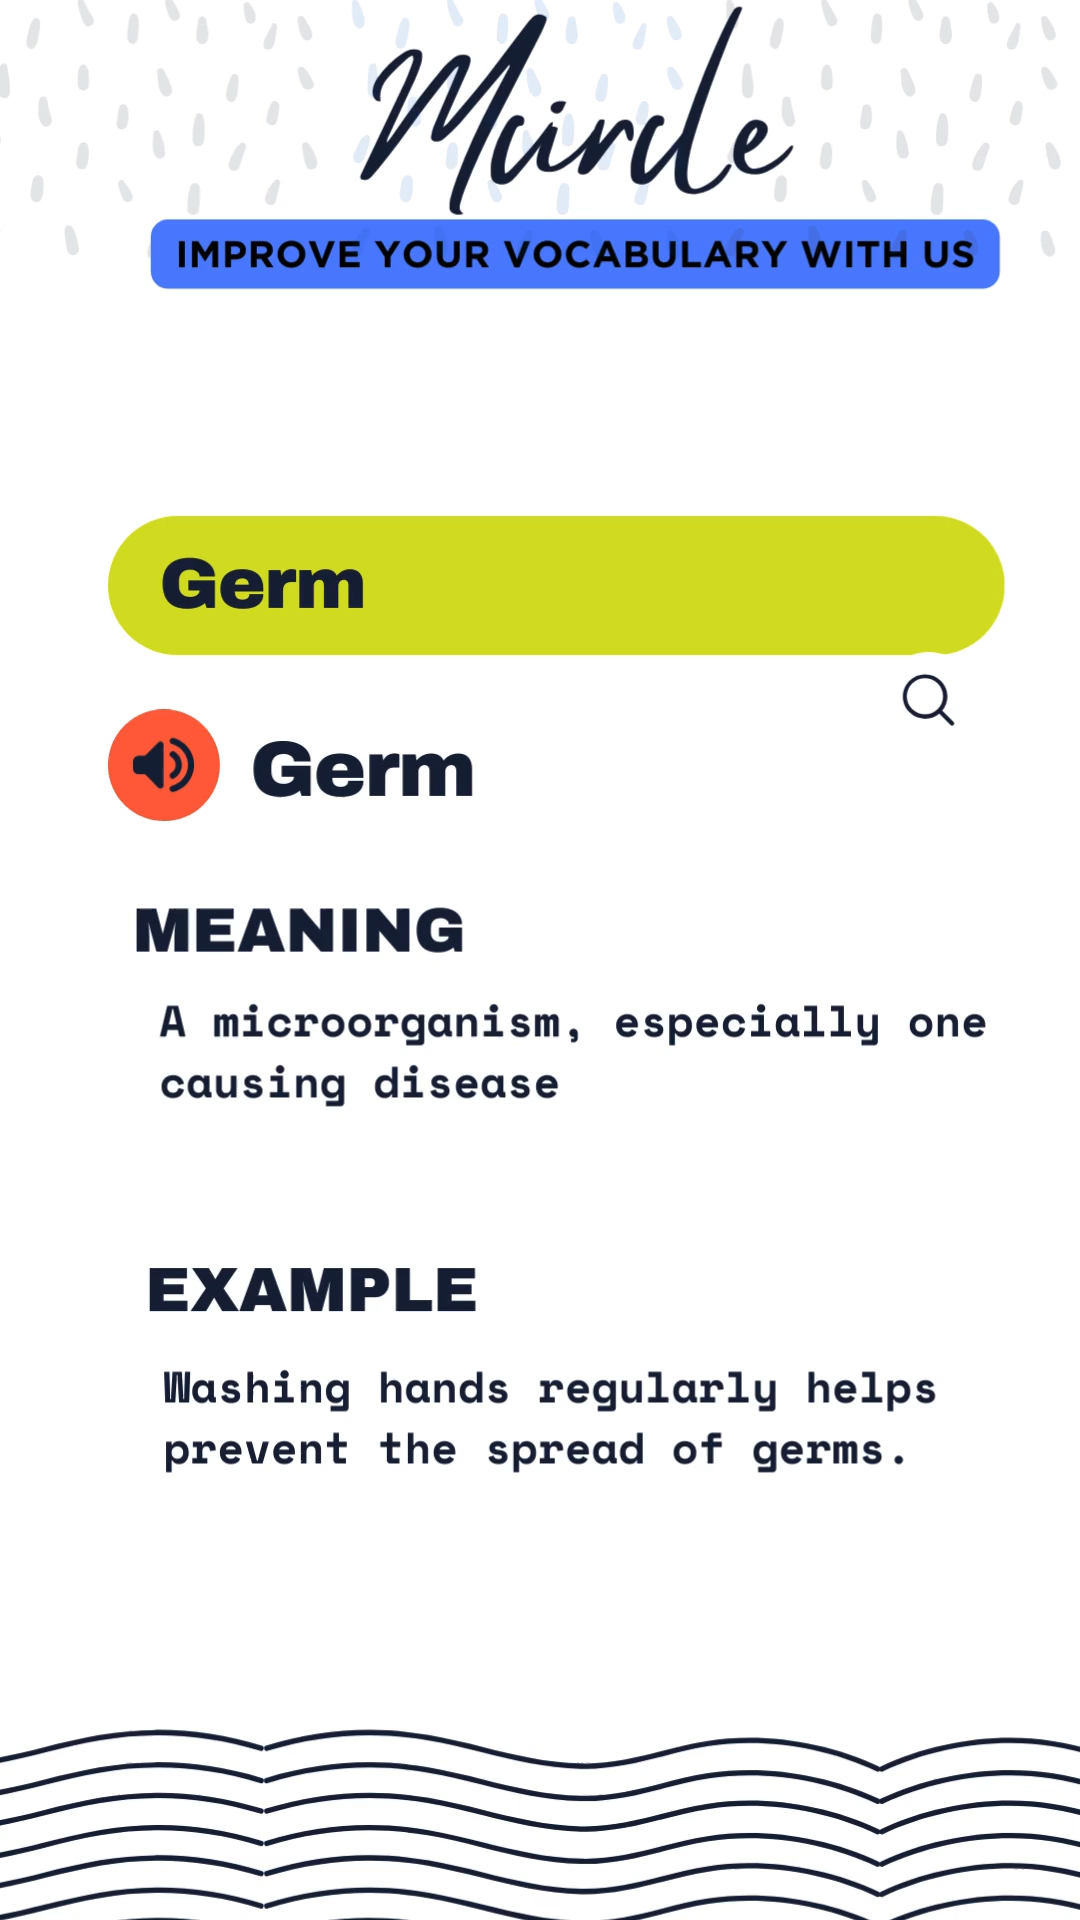 IMPROVE YOUR VOCABULARY WITH US
Germ
Germ
MEANING
A microorganism, especially one
causing disease
EXAMPLE
Washing hands regularly helps
prevent the spread of germs.